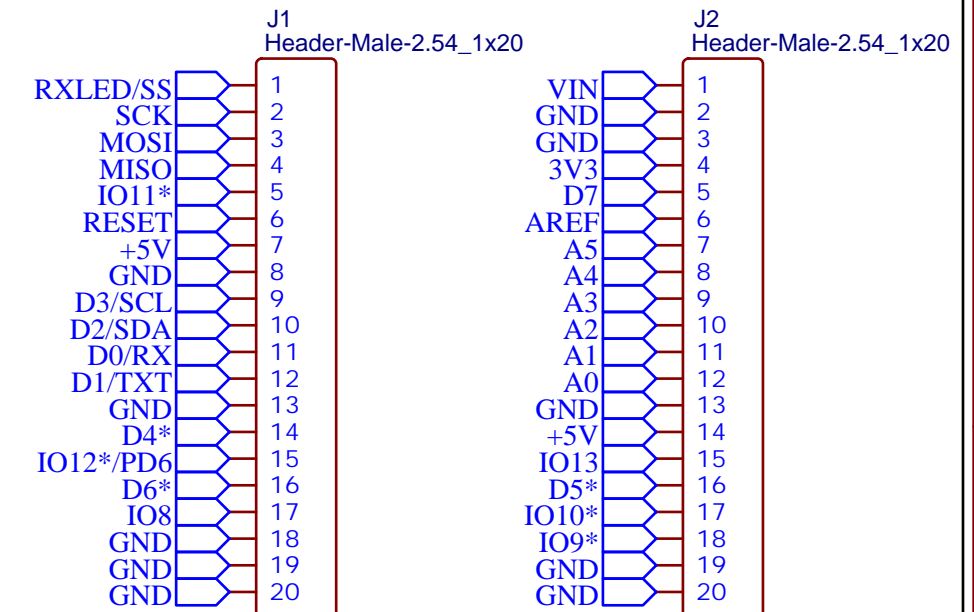 J1
Header-Male-2.54_1x20
RXLED/SS 1
SCK 2
MOSI 3
MISO 4
IO11* 5
RESET 6
+5V 7
GND 8
D3/SCL 9
D2/SDA 10
D0/RX 11
D1/TXT 12
GND 13
D4* 14
IO12*/PD6 15
D6* 16
IO8 17
GND 18
GND 19
GND 20
J2
Header-Male-2.54_1x20
VIN 1
GND 2
GND 3
3V3 4
D7 5
AREF 6
A5 7
A4 8
A3 9
A2 10
A1 11
A0 12
GND 13
+5V 14
IO13 15
D5* 16
IO10* 17
IO9* 18
GND 19
GND 20